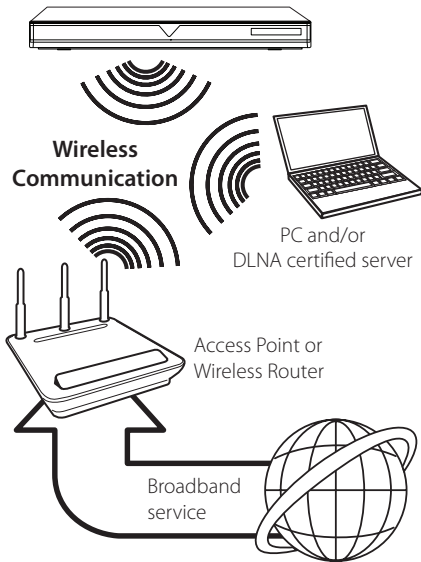 Wireless
Communication
PC and/or
DLNA certified server
Access Point or
Wireless Router
Broadband
service